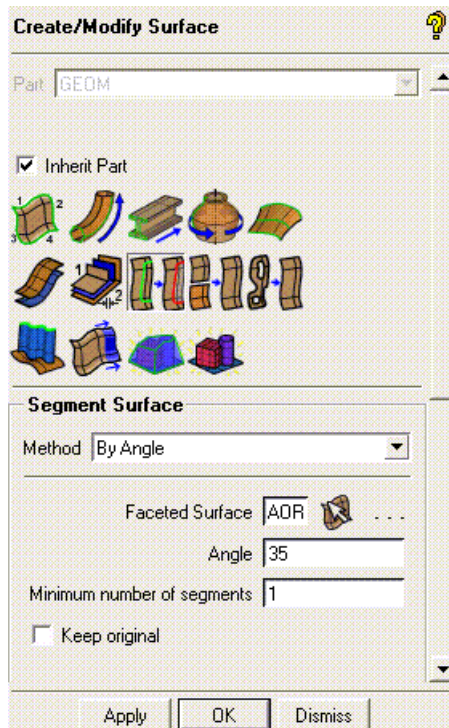 Create/Modify Surface
Part GEOM
Inherit Part
1 2
3 4
1
2
Segment Surface
Method By Angle
Faceted Surface AOR ...
Angle 35
Minimum number of segments 1
Keep original
Apply OK Dismiss